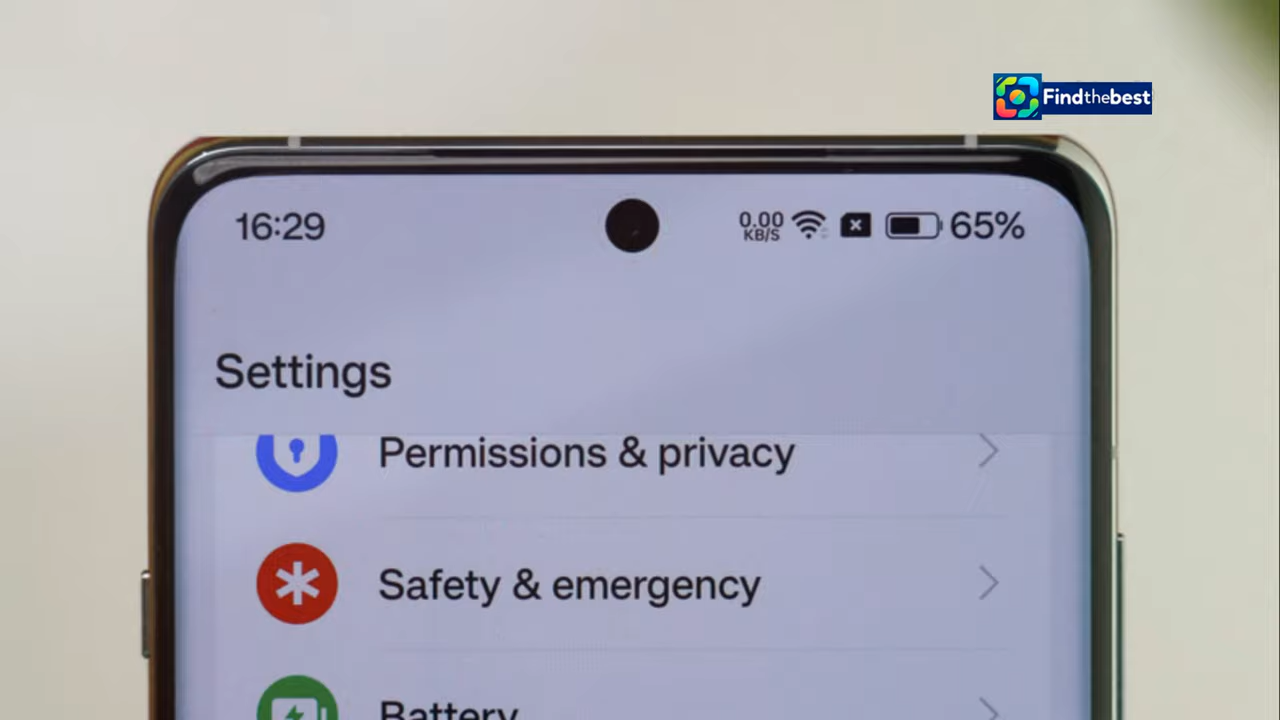 Findthebest
16:29
0.00
KB/S
65%
Settings
Permissions & privacy
Safety & emergency
Battery